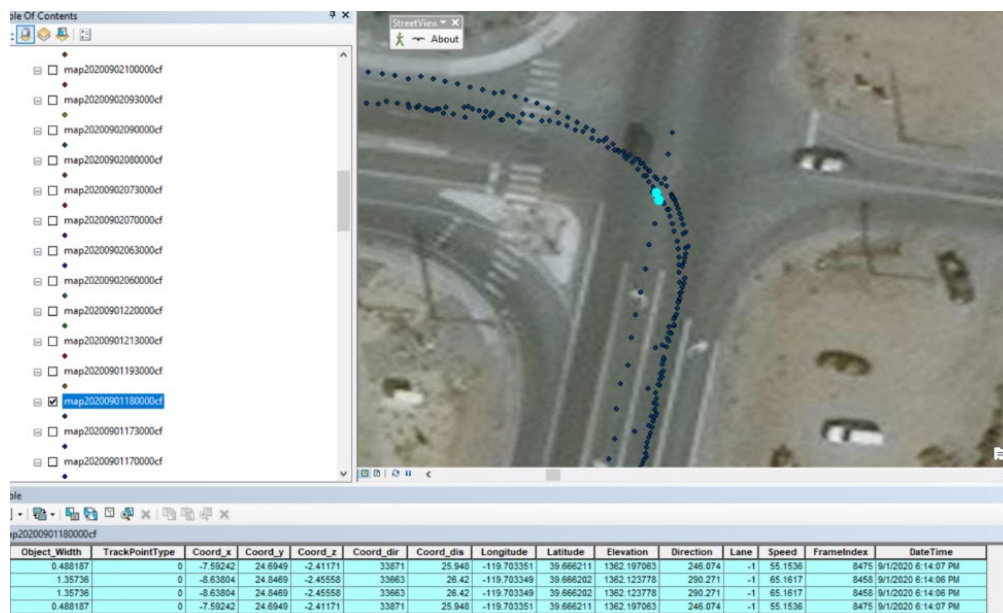 ble Of Contents
StreetView
About
map20200902100000cf
map20200902093000cf
map20200902090000cf
map20200902080000cf
map20200902073000cf
map20200902070000cf
map20200902063000cf
map20200902060000cf
map20200901220000cf
map20200901213000cf
map20200901193000cf
map20200901180000cf
map20200901173000cf
map20200901170000cf
ble
ap20200901180000cf
Object_Width TrackPointType Coord_x Coord_y Coord_z Coord_dir Coord_dis Longitude Latitude Elevation Direction Lane Speed FrameIndex DateTime
0.488187 0 -7.59242 24.6949 -2.41171 33871 25.948 -119.703351 39.666211 1362.197063 246.074 -1 55.1536 8475 9/1/2020 6:14:07 PM
1.35736 0 -8.63804 24.8469 -2.45558 33663 26.42 -119.703349 39.666202 1362.123778 290.271 -1 65.1617 8458 9/1/2020 6:14:06 PM
1.35736 0 -8.63804 24.8469 -2.45558 33663 26.42 -119.703349 39.666202 1362.123778 290.271 -1 65.1617 8458 9/1/2020 6:14:06 PM
0.488187 0 -7.59242 24.6949 -2.41171 33871 25.948 -119.703351 39.666211 1362.197063 246.074 -1 55.1536 8475 9/1/2020 6:14:07 PM